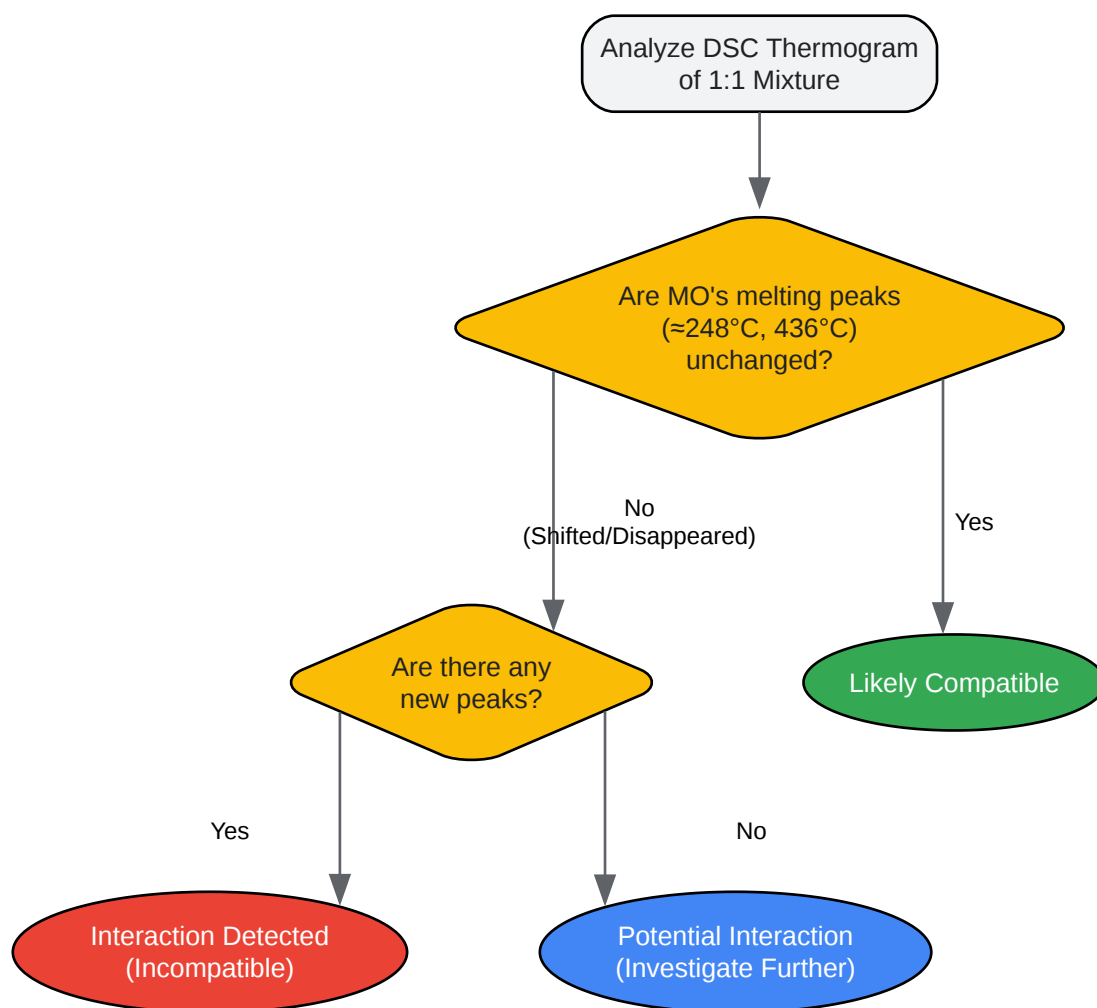 Analyze DSC Thermogram
of 1:1 Mixture
Are MO's melting peaks
(≈248°C, 436°C)
unchanged?
No
(Shifted/Disappeared)
Yes
Are there any
new peaks?
Likely Compatible
Yes
No
Interaction Detected
(Incompatible)
Potential Interaction
(Investigate Further)